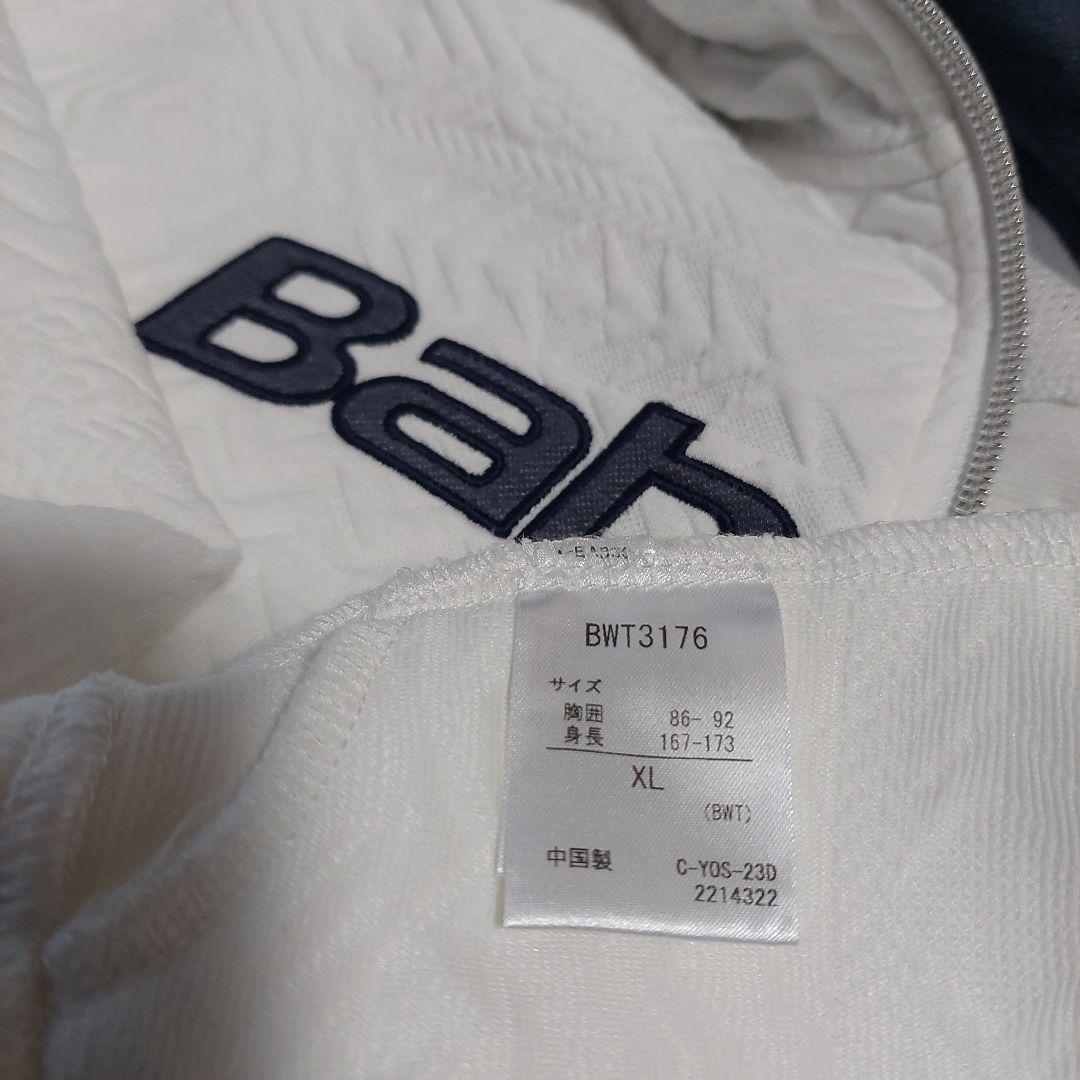 Bab
BWT3176
サイズ
胸囲 86- 92
身長 167-173
XL
(BWT)
中国製 C-YOS-23D
2214322